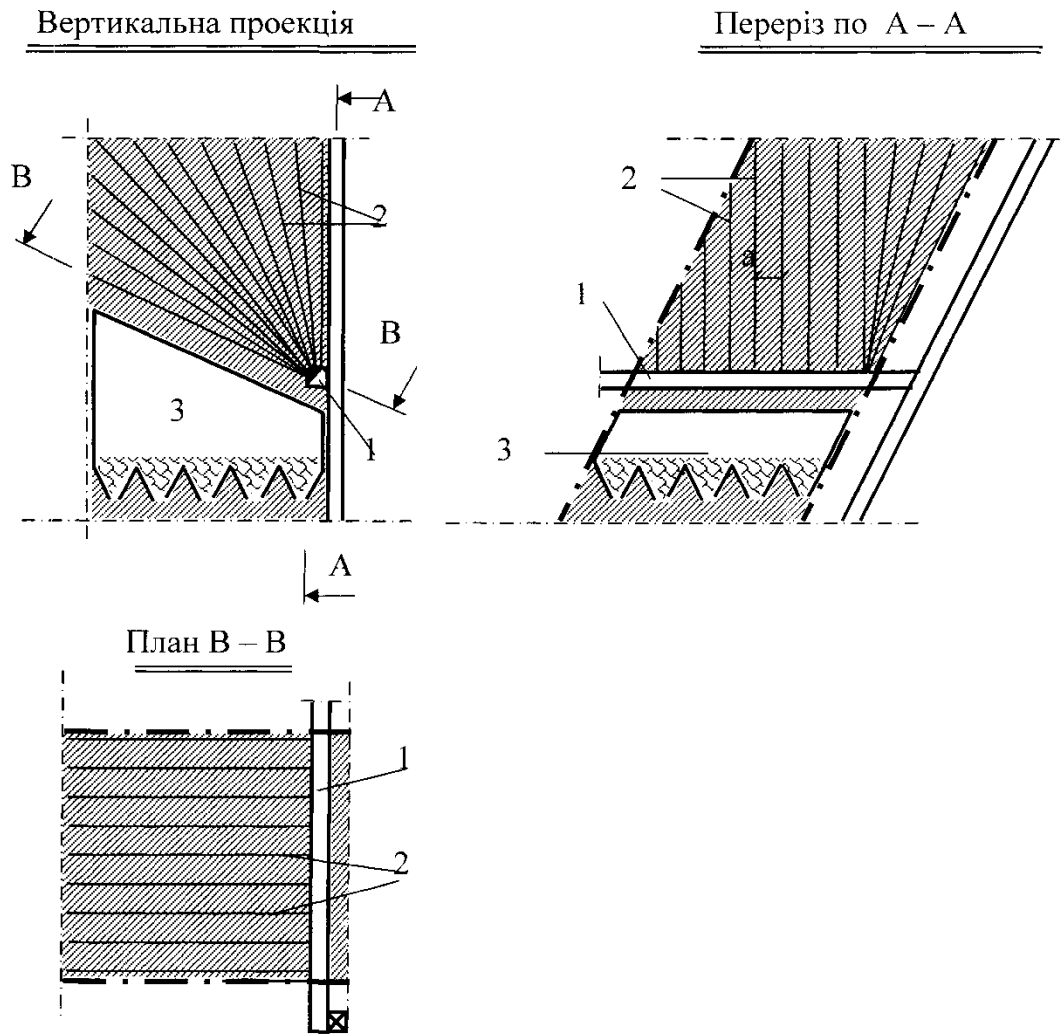 Вертикальна проекція
Переріз по А – А
А
В
2
В
3
1
А
2
а
1
3
План В – В
1
2